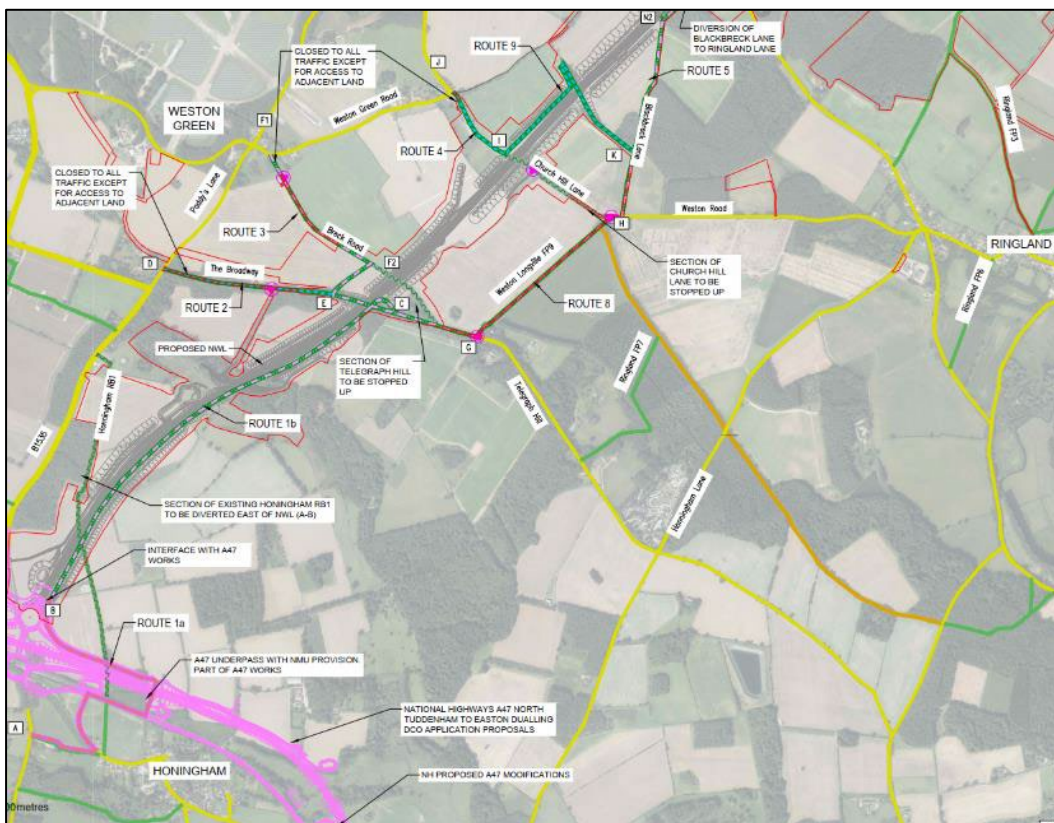 N2
DIVERSION OF
BLACKBRECK LANE
TO RINGLAND LANE
CLOSED TO ALL
TRAFFIC EXCEPT
FOR ACCESS TO
ADJACENT LAND
ROUTE 9
J
ROUTE 5
WESTON
GREEN
F1
Weston Green Road
ROUTE 4
I
K
Blackbreck Lane
Ringland FP3
CLOSED TO ALL
TRAFFIC EXCEPT
FOR ACCESS TO
ADJACENT LAND
Paddy's Lane
Church Hill Lane
ROUTE 3
Breck Road
H
Weston Road
RINGLAND
D
The Broadway
F2
Weston Longville FP9
SECTION OF
CHURCH HILL
LANE TO BE
STOPPED UP
ROUTE 2
E
C
ROUTE 8
Ringland FP6
PROPOSED NWL
G
SECTION OF
TELEGRAPH HILL
TO BE STOPPED
UP
Ringland FP7
Honingham RB1
ROUTE 1b
Telegraph Hill
B1535
Honingham Lane
SECTION OF EXISTING HONINGHAM RB1
TO BE DIVERTED EAST OF NWL (A-B)
INTERFACE WITH A47
WORKS
B
ROUTE 1a
A47 UNDERPASS WITH NMU PROVISION.
PART OF A47 WORKS
NATIONAL HIGHWAYS A47 NORTH
TUDDENHAM TO EASTON DUALLING
DCO APPLICATION PROPOSALS
A
HONINGHAM
NH PROPOSED A47 MODIFICATIONS